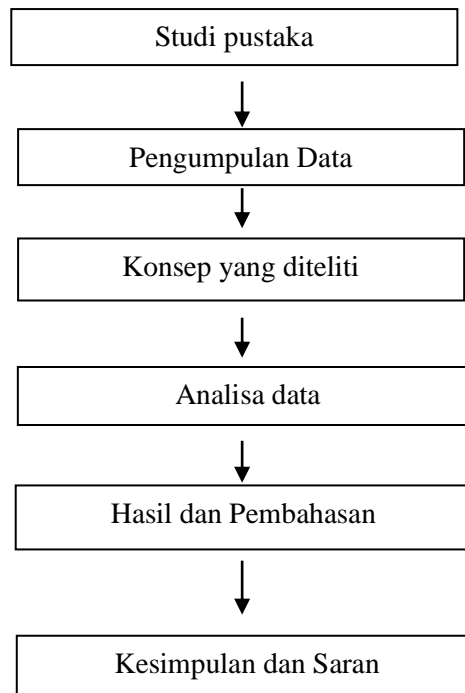 Studi pustaka
Pengumpulan Data
Konsep yang diteliti
Analisa data
Hasil dan Pembahasan
Kesimpulan dan Saran